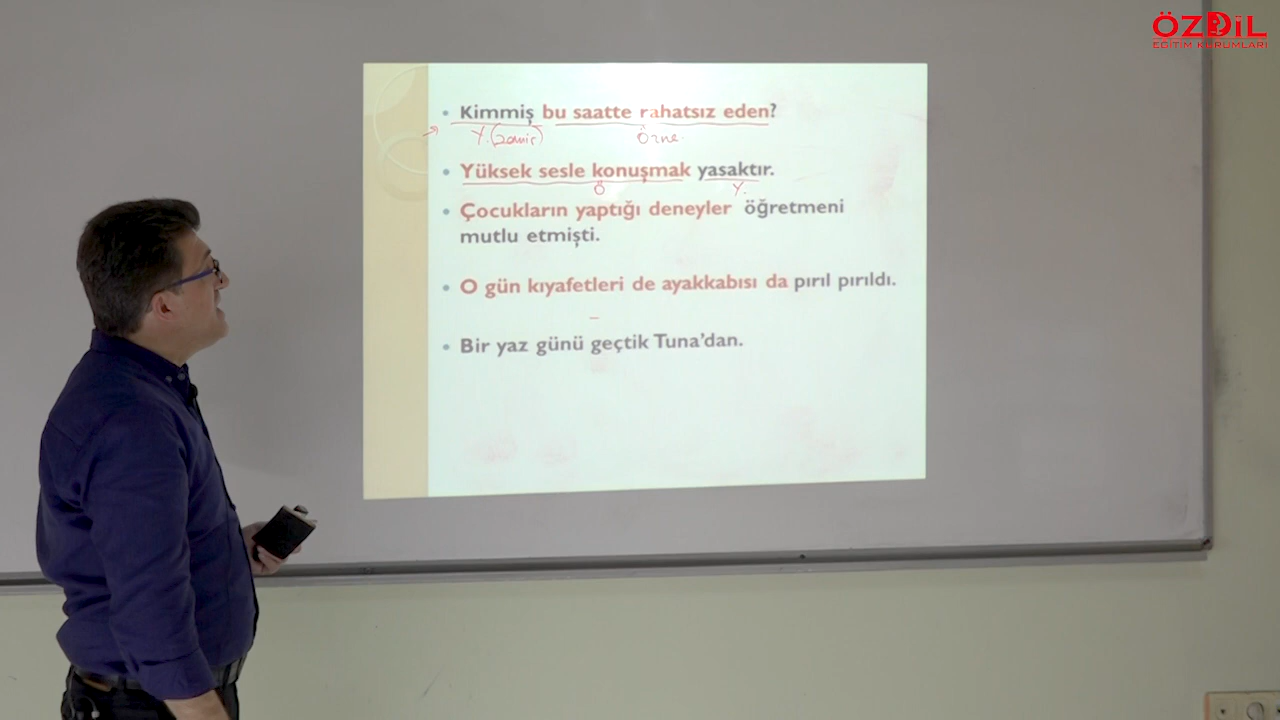 ÖZDİL
EĞİTİM KURUMLARI
• Kimmiş bu saatte rahatsız eden?
Y. (Zamir) Özne
• Yüksek sesle konuşmak yasaktır.
Ö Y.
• Çocukların yaptığı deneyler öğretmeni
mutlu etmişti.
• O gün kıyafetleri de ayakkabısı da pırıl pırıldı.
• Bir yaz günü geçtik Tuna'dan.